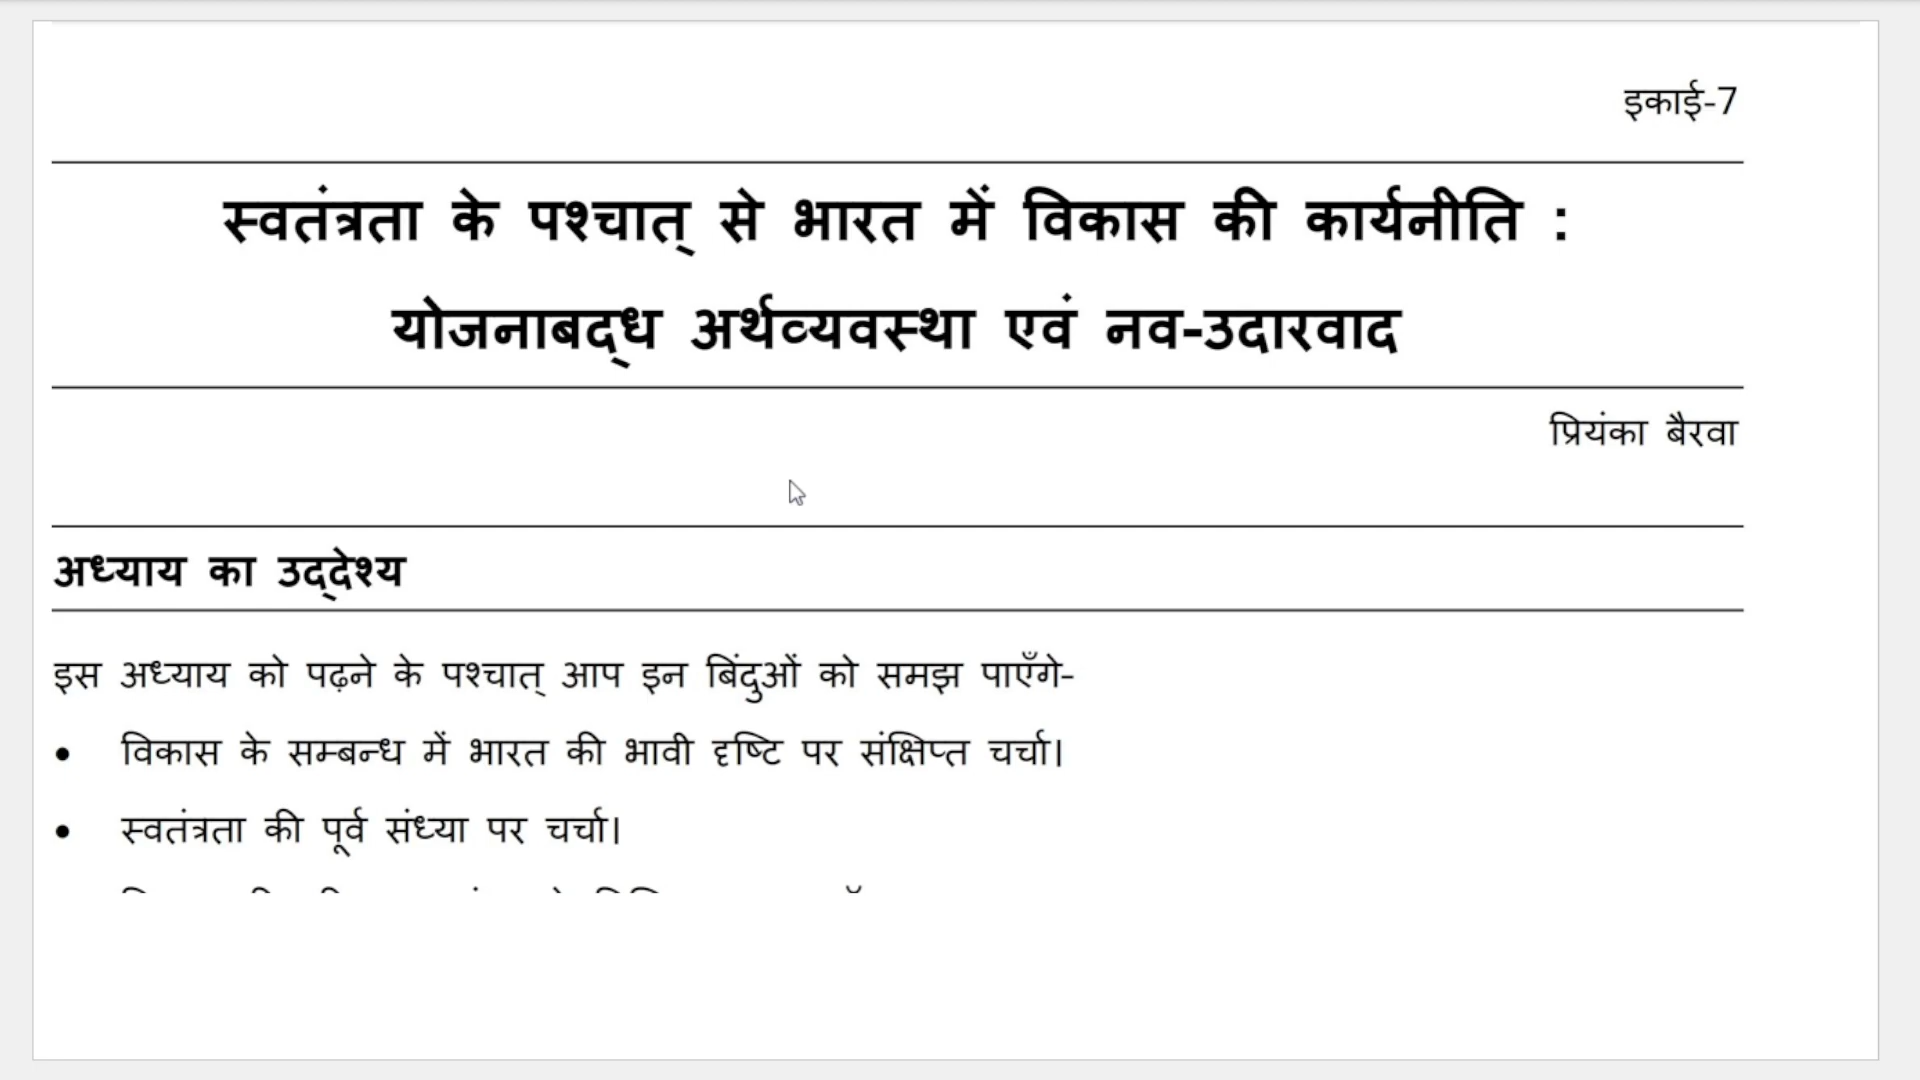 इकाई-7
स्वतंत्रता के पश्चात् से भारत में विकास की कार्यनीति :
योजनाबद्ध अर्थव्यवस्था एवं नव-उदारवाद
प्रियंका बैरवा
अध्याय का उद्देश्य
इस अध्याय को पढ़ने के पश्चात् आप इन बिंदुओं को समझ पाएँगे-
• विकास के सम्बन्ध में भारत की भावी दृष्टि पर संक्षिप्त चर्चा।
• स्वतंत्रता की पूर्व संध्या पर चर्चा।